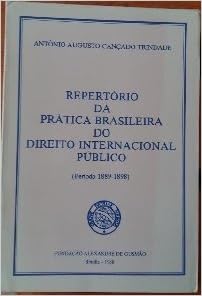 ANTÔNIO AUGUSTO CANÇADO TRINDADE
REPERTÓRIO
DA
PRÁTICA BRASILEIRA
DO
DIREITO INTERNACIONAL
PÚBLICO
(Período 1889-1898)
FUNDAÇÃO ALEXANDRE DE GUSMÃO